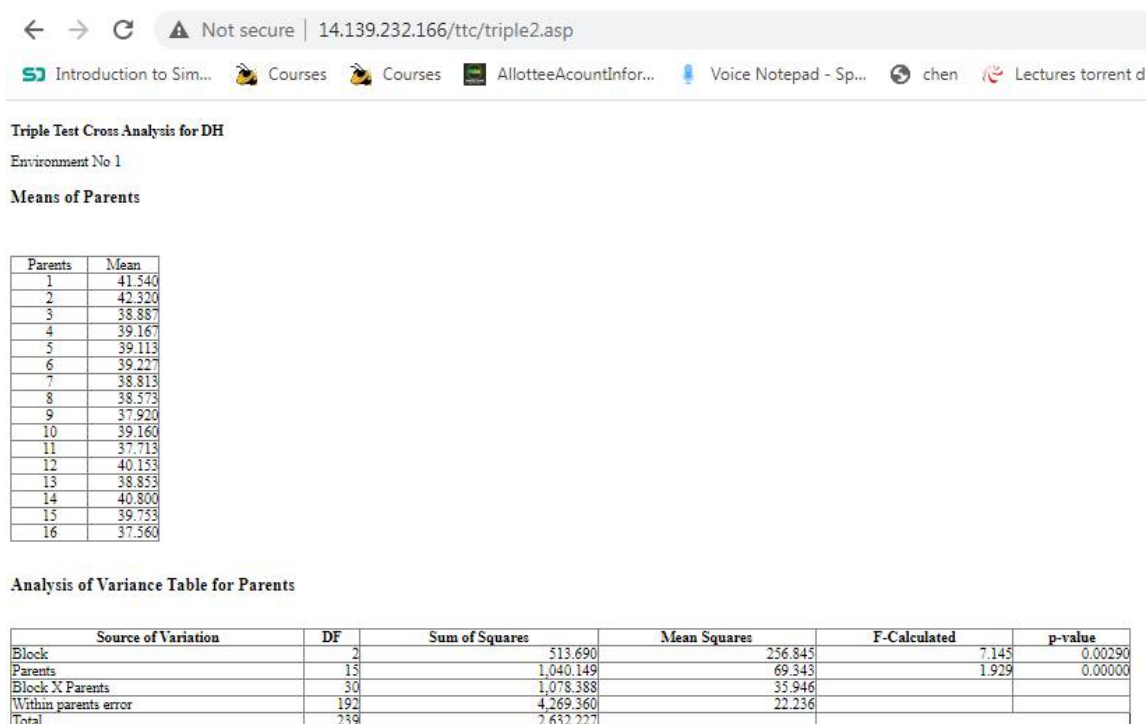 Not secure | 14.139.232.166/ttc/triple2.asp
Introduction to Sim... Courses Courses AllotteeAcountInfor... Voice Notepad - Sp... chen Lectures torrent d
Triple Test Cross Analysis for DH
Environment No 1
Means of Parents
Parents Mean
1 41.540
2 42.320
3 38.887
4 39.167
5 39.113
6 39.227
7 38.813
8 38.573
9 37.920
10 39.160
11 37.713
12 40.153
13 38.853
14 40.800
15 39.753
16 37.560
Analysis of Variance Table for Parents
Source of Variation DF Sum of Squares Mean Squares F-Calculated p-value
Block 2 513.690 256.845 7.145 0.00290
Parents 15 1,040.149 69.343 1.929 0.00000
Block X Parents 30 1,078.388 35.946
Within parents error 192 4,269.360 22.236
Total 239 2,632.227